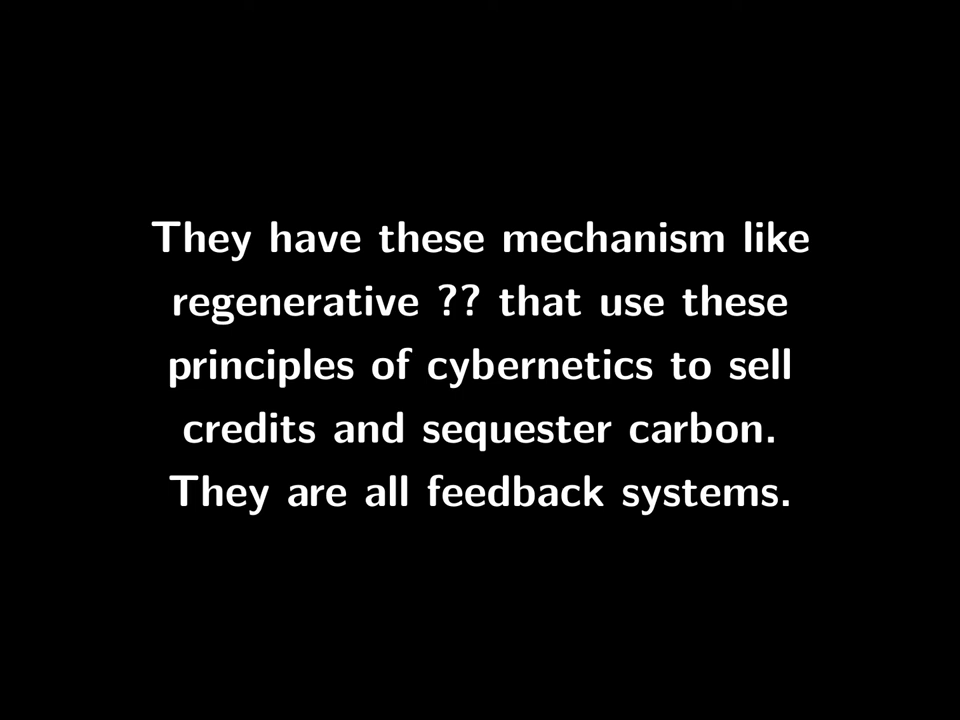 They have these mechanism like
regenerative ?? that use these
principles of cybernetics to sell
credits and sequester carbon.
They are all feedback systems.